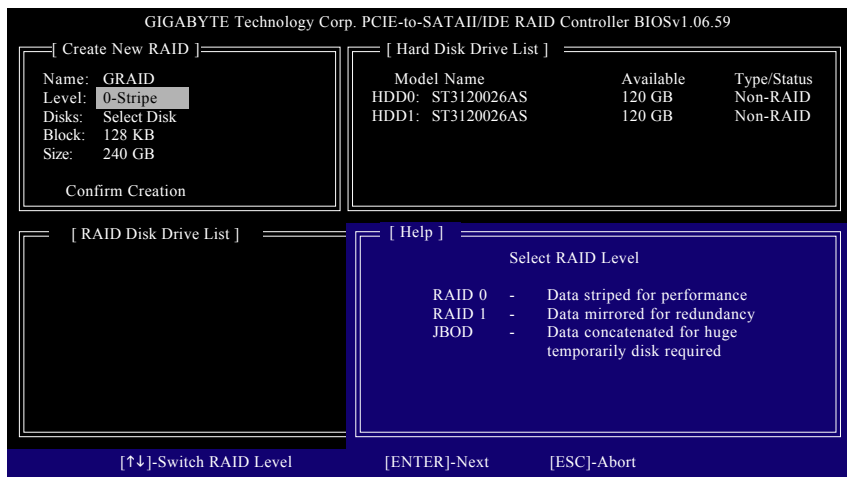 GIGABYTE Technology Corp. PCIE-to-SATAII/IDE RAID Controller BIOSv1.06.59
[ Create New RAID ]
Name: GRAID
Level: 0-Stripe
Disks: Select Disk
Block: 128 KB
Size: 240 GB
Confirm Creation
[ Hard Disk Drive List ]
Model Name Available Type/Status
HDD0: ST3120026AS 120 GB Non-RAID
HDD1: ST3120026AS 120 GB Non-RAID
[ RAID Disk Drive List ]
[ Help ]
Select RAID Level
RAID 0 - Data striped for performance
RAID 1 - Data mirrored for redundancy
JBOD - Data concatenated for huge
temporarily disk required
[↑↓]-Switch RAID Level [ENTER]-Next [ESC]-Abort